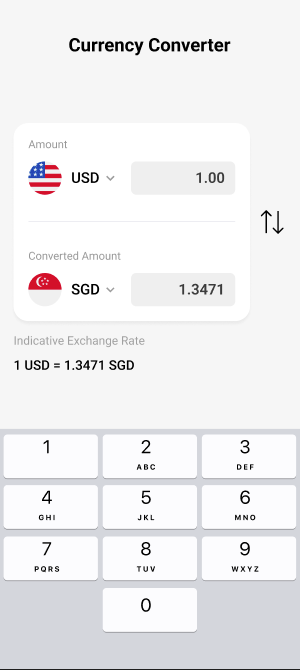 Currency Converter
Amount
USD 1.00
Converted Amount
SGD 1.3471
Indicative Exchange Rate
1 USD = 1.3471 SGD
1 2 3
ABC DEF
4 5 6
GHI JKL MNO
7 8 9
PQRS TUV WXYZ
0